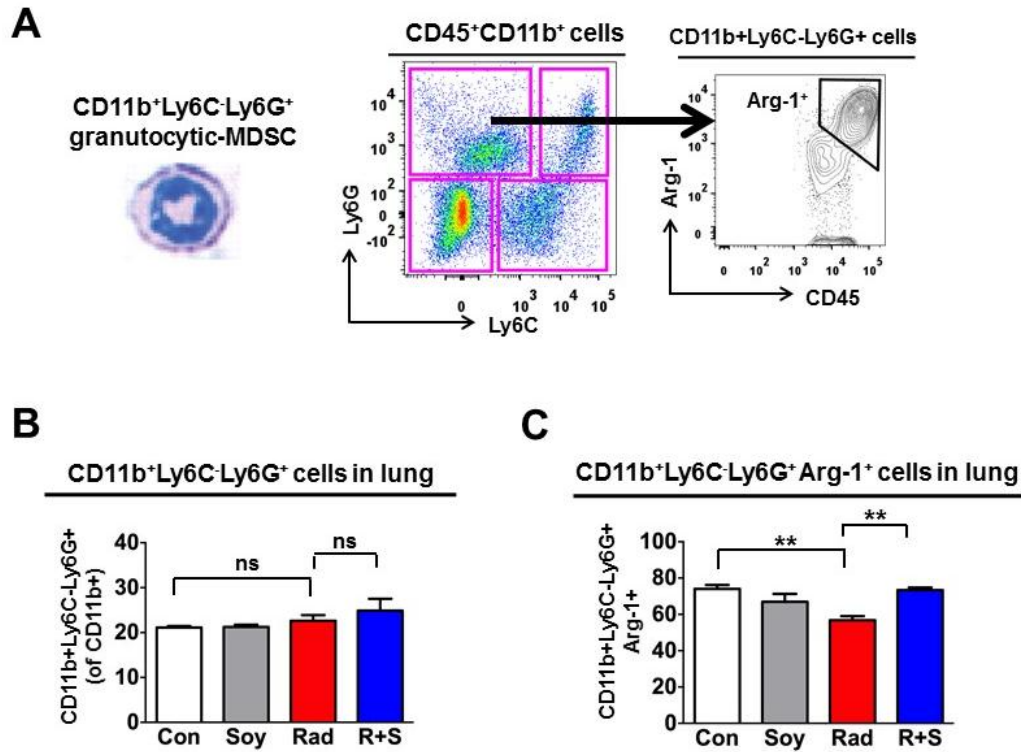 A
CD45⁺CD11b⁺ cells
CD11b+Ly6C-Ly6G+ cells
CD11b⁺Ly6C⁻Ly6G⁺
granutocytic-MDSC
Ly6G
10⁴
10³
10²
0
-10²
0 10³ 10⁴ 10⁵
Ly6C
Arg-1⁺
Arg-1
10⁴
10³
10²
0
0 10² 10³ 10⁴ 10⁵
CD45
B
CD11b⁺Ly6C⁻Ly6G⁺ cells in lung
CD11b+Ly6C-Ly6G+
(of CD11b+)
40
30
20
10
0
ns
ns
Con Soy Rad R+S
C
CD11b⁺Ly6C⁻Ly6G⁺Arg-1⁺ cells in lung
CD11b+Ly6C-Ly6G+
Arg-1+
100
80
60
40
20
0
**
**
Con Soy Rad R+S